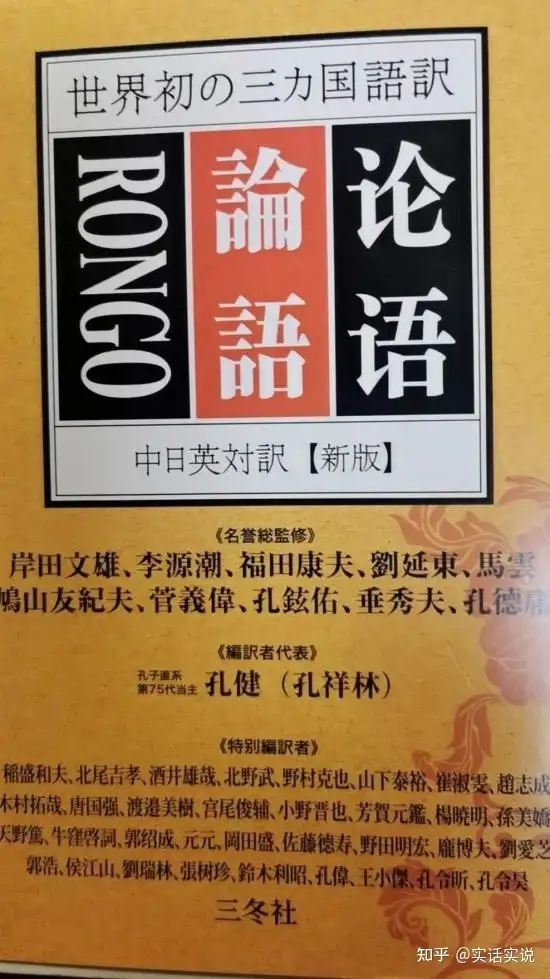 世界初の三カ国語訳
论语
論語
RONGO
中日英対訳【新版】
《名誉総監修》
岸田文雄、李源潮、福田康夫、劉延東、馬雲
鳩山友紀夫、菅義偉、孔鉉佑、垂秀夫、孔徳庸
《編訳者代表》
孔子直系
第75代当主 孔健（孔祥林）
《特別編訳者》
稲盛和夫、北尾吉孝、酒井雄哉、北野武、野村克也、山下泰裕、崔淑雯、趙志成
木村拓哉、唐国强、渡邉美樹、宮尾俊輔、小野晋也、芳賀元鑑、楊暁明、孫美嬌
天野篤、牛窪啓詞、郭绍成、元元、岡田盛、佐藤徳寿、野田明宏、龐博夫、劉愛芝
郭浩、侯江山、劉瑞林、張树珍、鈴木利昭、孔偉、王小傑、孔令昕、孔令昊
三冬社
知乎 @实话实说